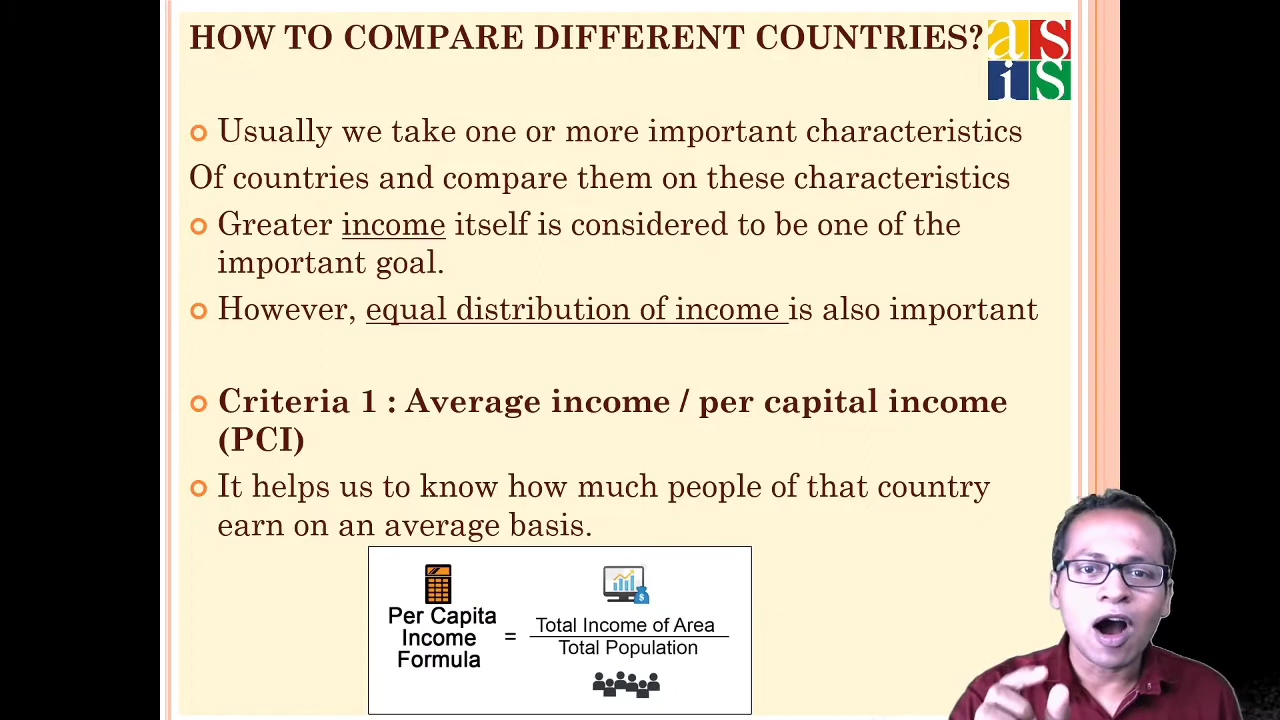 HOW TO COMPARE DIFFERENT COUNTRIES?
as
is
Usually we take one or more important characteristics
Of countries and compare them on these characteristics
Greater income itself is considered to be one of the
important goal.
However, equal distribution of income is also important
Criteria 1 : Average income / per capital income
(PCI)
It helps us to know how much people of that country
earn on an average basis.
Per Capita
Income
Formula
=
Total Income of Area
Total Population